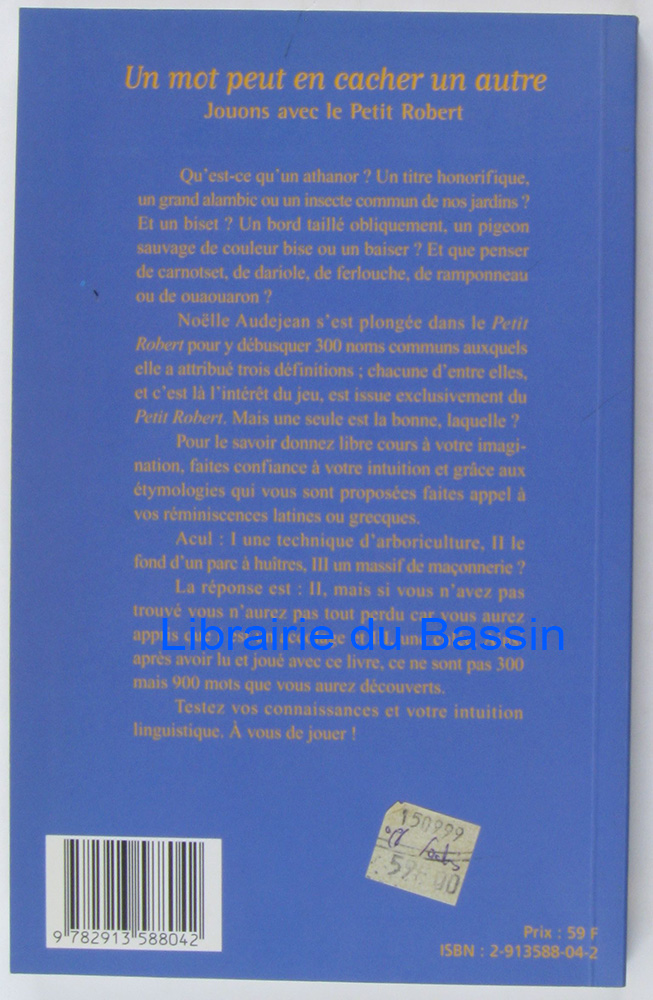 Un mot peut en cacher un autre
Jouons avec le Petit Robert
Qu'est-ce qu'un athanor ? Un titre honorifique,
un grand alambic ou un insecte commun de nos jardins ?
Et un biset ? Un bord taillé obliquement, un pigeon
sauvage de couleur bise ou un baiser ? Et que penser
de carnotset, de dariole, de ferlouche, de ramponneau
ou de ouaouaron ?
Noëlle Audejean s'est plongée dans le Petit
Robert pour y débusquer 300 noms communs auxquels
elle a attribué trois définitions ; chacune d'entre elles,
et c'est là l'intérêt du jeu, est issue exclusivement du
Petit Robert. Mais une seule est la bonne, laquelle ?
Pour le savoir donnez libre cours à votre imagi-
nation, faites confiance à votre intuition et grâce aux
étymologies qui vous sont proposées faites appel à
vos réminiscences latines ou grecques.
Acul : I une technique d'arboriculture, II le
fond d'un parc à huîtres, III un massif de maçonnerie ?
La réponse est : II, mais si vous n'avez pas
trouvé vous n'aurez pas tout perdu car vous aurez
appris que
Librairie du Bassin
après avoir lu et joué avec ce livre, ce ne sont pas 300
mais 900 mots que vous aurez découverts.
Testez vos connaissances et votre intuition
linguistique. À vous de jouer !
150999
59 00
9 782913 588042
Prix : 59 F
ISBN : 2-913588-04-2